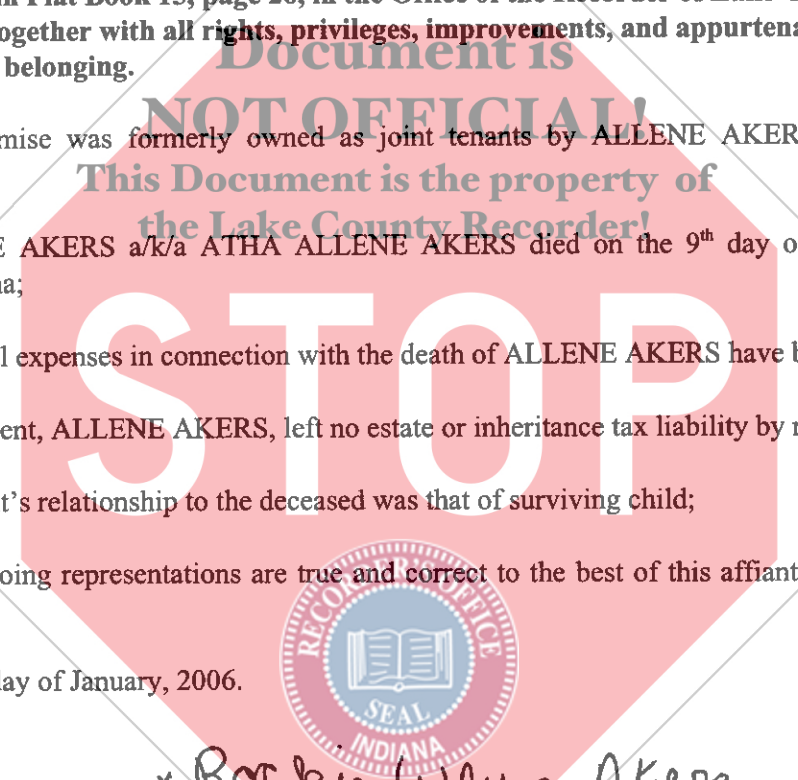 together with all rights, privileges, improvements, and appurtena
belonging.
Document is
NOT OFFICIAL!
This Document is the property of
the Lake County Recorder!
mise was formerly owned as joint tenants by ALLENE AKER
E AKERS a/k/a ATHA ALLENE AKERS died on the 9th day o
na;
l expenses in connection with the death of ALLENE AKERS have b
ent, ALLENE AKERS, left no estate or inheritance tax liability by
t's relationship to the deceased was that of surviving child;
oing representations are true and correct to the best of this affiant
day of January, 2006.
STOP
RECORDER'S OFFICE
SEAL
INDIANA
Akers